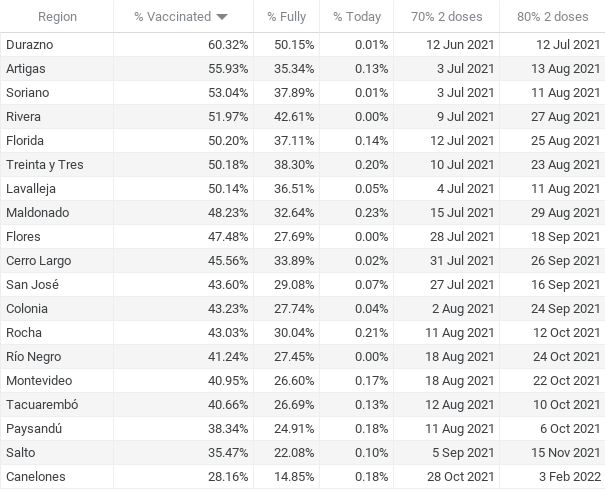 Region % Vaccinated % Fully % Today 70% 2 doses 80% 2 doses
Durazno 60.32% 50.15% 0.01% 12 Jun 2021 12 Jul 2021
Artigas 55.93% 35.34% 0.13% 3 Jul 2021 13 Aug 2021
Soriano 53.04% 37.89% 0.01% 3 Jul 2021 11 Aug 2021
Rivera 51.97% 42.61% 0.00% 9 Jul 2021 27 Aug 2021
Florida 50.20% 37.11% 0.14% 12 Jul 2021 25 Aug 2021
Treinta y Tres 50.18% 38.30% 0.20% 10 Jul 2021 23 Aug 2021
Lavalleja 50.14% 36.51% 0.05% 4 Jul 2021 11 Aug 2021
Maldonado 48.23% 32.64% 0.23% 15 Jul 2021 29 Aug 2021
Flores 47.48% 27.69% 0.00% 28 Jul 2021 18 Sep 2021
Cerro Largo 45.56% 33.89% 0.02% 31 Jul 2021 26 Sep 2021
San José 43.60% 29.08% 0.07% 27 Jul 2021 16 Sep 2021
Colonia 43.23% 27.74% 0.04% 2 Aug 2021 24 Sep 2021
Rocha 43.03% 30.04% 0.21% 11 Aug 2021 12 Oct 2021
Río Negro 41.24% 27.45% 0.00% 18 Aug 2021 24 Oct 2021
Montevideo 40.95% 26.60% 0.17% 18 Aug 2021 22 Oct 2021
Tacuarembó 40.66% 26.69% 0.13% 12 Aug 2021 10 Oct 2021
Paysandú 38.34% 24.91% 0.18% 11 Aug 2021 6 Oct 2021
Salto 35.47% 22.08% 0.10% 5 Sep 2021 15 Nov 2021
Canelones 28.16% 14.85% 0.18% 28 Oct 2021 3 Feb 2022